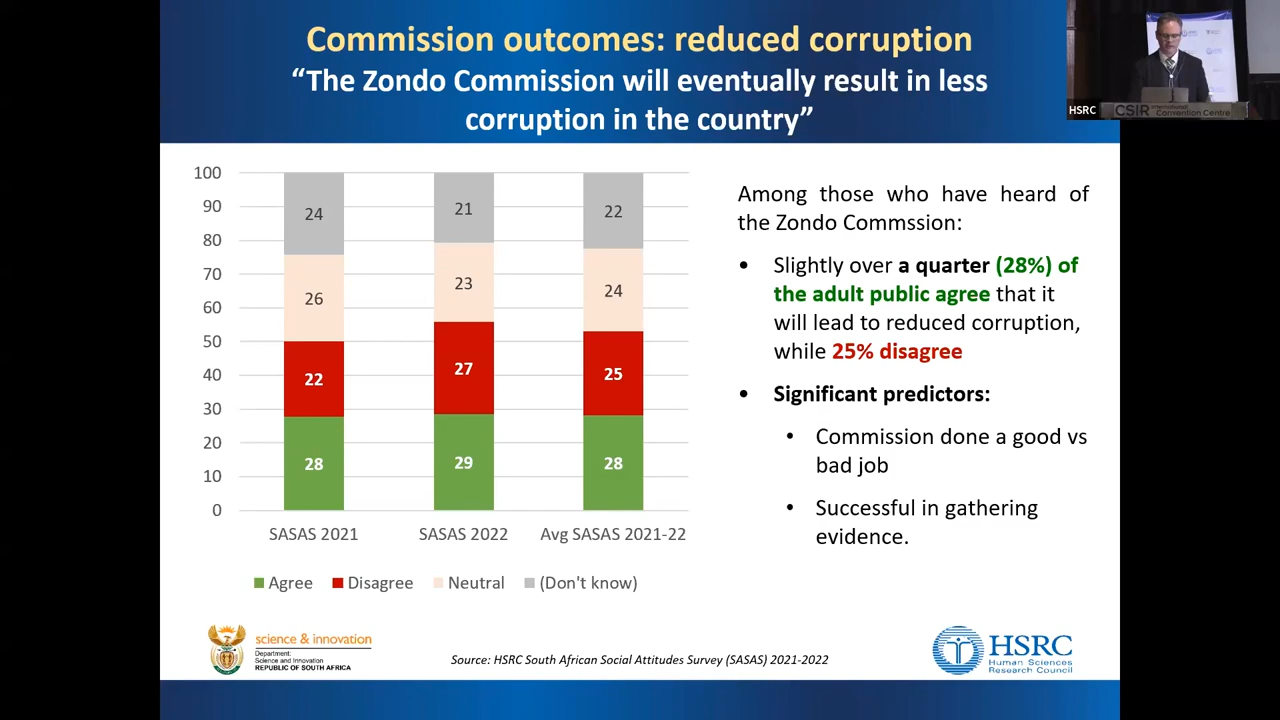 Commission outcomes: reduced corruption
“The Zondo Commission will eventually result in less
corruption in the country”
HSRC
CSIR International Convention Centre
100
90
80
70
60
50
40
30
20
10
0
24
26
22
28
21
23
27
29
22
24
25
28
SASAS 2021
SASAS 2022
Avg SASAS 2021-22
Agree
Disagree
Neutral
(Don't know)
Among those who have heard of
the Zondo Commssion:
• Slightly over a quarter (28%) of
the adult public agree that it
will lead to reduced corruption,
while 25% disagree
• Significant predictors:
• Commission done a good vs
bad job
• Successful in gathering
evidence.
science & innovation
Department:
Science and Innovation
REPUBLIC OF SOUTH AFRICA
Source: HSRC South African Social Attitudes Survey (SASAS) 2021-2022
HSRC
Human Sciences
Research Council